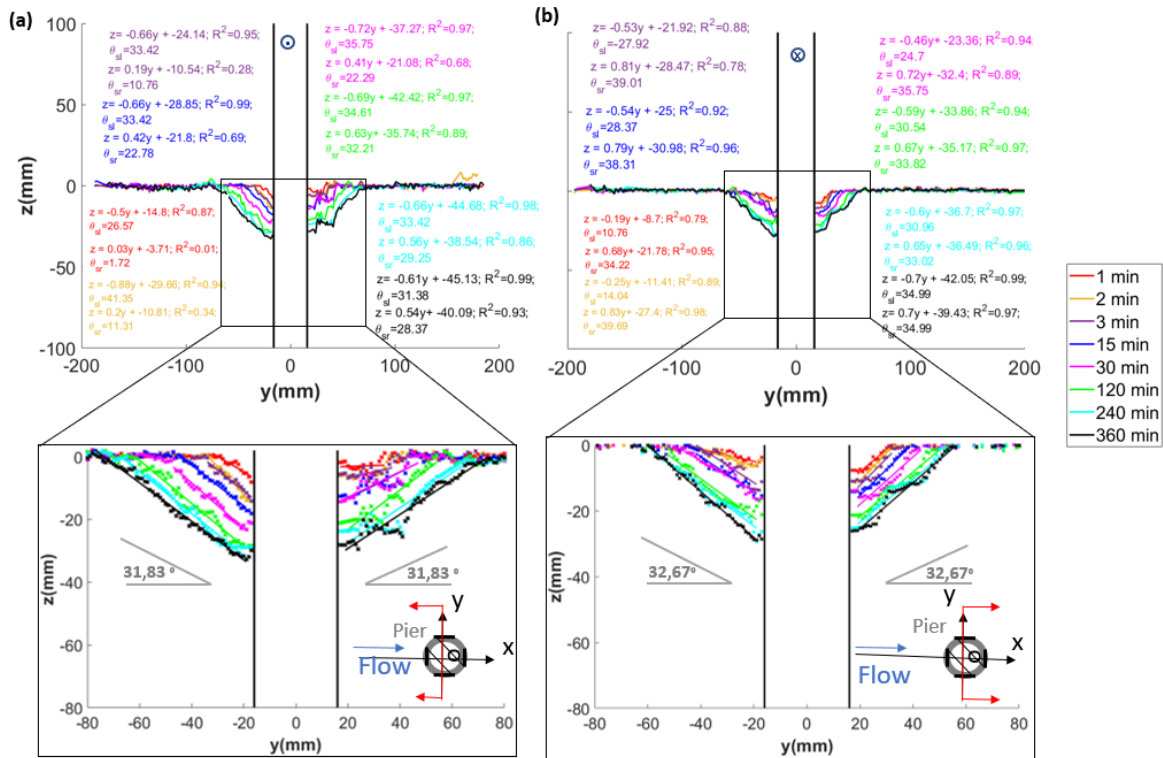 (a)
z= -0.66y + -24.14; R²=0.95;
θsl=33.42
z= 0.19y + -10.54; R²=0.28;
θsr=10.76
z= -0.66y + -28.85; R²=0.99;
θsl=33.42
z = 0.42y + -21.8; R²=0.69;
θsr=22.78
z= -0.72y + -37.27; R²=0.97;
θsl=35.75
z= 0.41y + -21.08; R²=0.68;
θsr=22.29
z= -0.69y + -42.42; R²=0.97;
θsl=34.61
z= 0.63y+ -35.74; R²=0.89;
θsr=32.21
z = -0.5y + -14.8; R²=0.87;
θsl=26.57
z= 0.03y + -3.71; R²=0.01;
θsr=1.72
z = -0.88y + -29.66; R²=0.94;
θsl=41.35
z= 0.2y + -10.81; R²=0.34;
θsr=11.31
z= -0.66y + -44.68; R²=0.98;
θsl=33.42
z= 0.56y + -38.54; R²=0.86;
θsr=29.25
z= -0.61y + -45.13; R²=0.99;
θsl=31.38
z= 0.54y+ -40.09; R²=0.93;
θsr=28.37
z(mm)
100
50
0
-50
-100
-200
-100
0
100
200
y(mm)
(b)
z= -0.53y + -21.92; R²=0.88;
θsl=-27.92
z= 0.81y + -28.47; R²=0.78;
θsr=39.01
z= -0.54y + -25; R²=0.92;
θsl=28.37
z= 0.79y + -30.98; R²=0.96;
θsr=38.31
z= -0.46y + -23.36; R²=0.94
θsl=24.7
z= 0.72y + -32.4; R²=0.89;
θsr=35.75
z= -0.59y + -33.86; R²=0.94;
θsl=30.54
z= 0.67y + -35.17; R²=0.97;
θsr=33.82
z= -0.19y + -8.7; R²=0.79;
θsl=10.76
z= 0.68y+ -21.78; R²=0.95;
θsr=34.22
z= -0.25y + -11.41; R²=0.89;
θsl=14.04
z= 0.83y+ -27.4; R²=0.98;
θsr=39.69
z= -0.6y + -36.7; R²=0.97;
θsl=30.96
z= 0.65y + -36.49; R²=0.96;
θsr=33.02
z= -0.7y + -42.05; R²=0.99;
θsl=34.99
z= 0.7y + -39.43; R²=0.97;
θsr=34.99
100
50
0
-50
-100
-200
-100
0
100
200
y(mm)
1 min
2 min
3 min
15 min
30 min
120 min
240 min
360 min
z(mm)
0
-20
-40
-60
-80
31,83 °
31,83 °
y
Pier
x
Flow
-80
-60
-40
-20
0
20
40
60
80
y(mm)
z(mm)
0
-20
-40
-60
-80
32,67°
32,67°
y
Pier
x
Flow
-80
-60
-40
-20
0
20
40
60
80
y(mm)